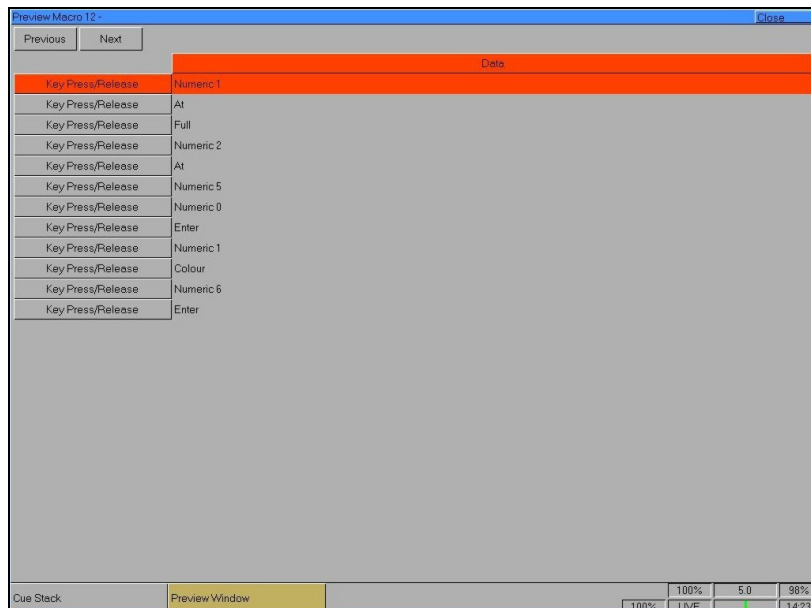 Preview Macro 12 - Close
Previous Next
Data
Key Press/Release Numeric 1
Key Press/Release At
Key Press/Release Full
Key Press/Release Numeric 2
Key Press/Release At
Key Press/Release Numeric 5
Key Press/Release Numeric 0
Key Press/Release Enter
Key Press/Release Numeric 1
Key Press/Release Colour
Key Press/Release Numeric 6
Key Press/Release Enter
Cue Stack Preview Window 100% 5.0 98%
100% LIVE